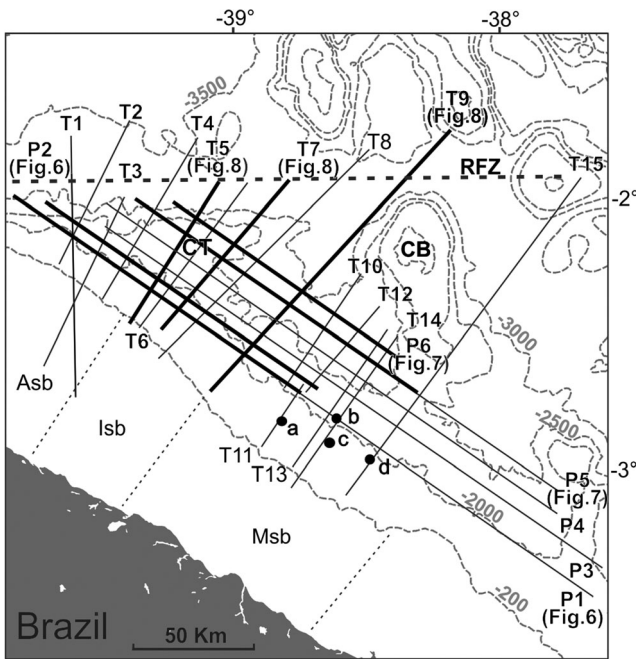 -39°
-38°
-3500
T9
(Fig.8)
T1
T2
T4
P2
(Fig.6)
T3
T5
(Fig.8)
T7
(Fig.8)
T8
RFZ
T15
-2°
CT
CB
T10
T12
T14
-3000
T6
P6
(Fig.7)
Asb
Isb
a
b
c
d
T11
T13
-2500
-3°
P5
(Fig.7)
-2000
P4
Msb
P3
-200
P1
(Fig.6)
Brazil
50 Km